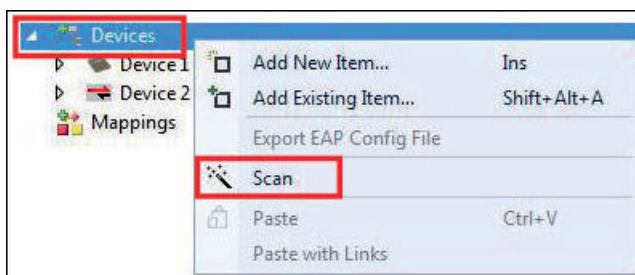 Devices
Device 1
Device 2
Mappings
Add New Item... Ins
Add Existing Item... Shift+Alt+A
Export EAP Config File
Scan
Paste Ctrl+V
Paste with Links